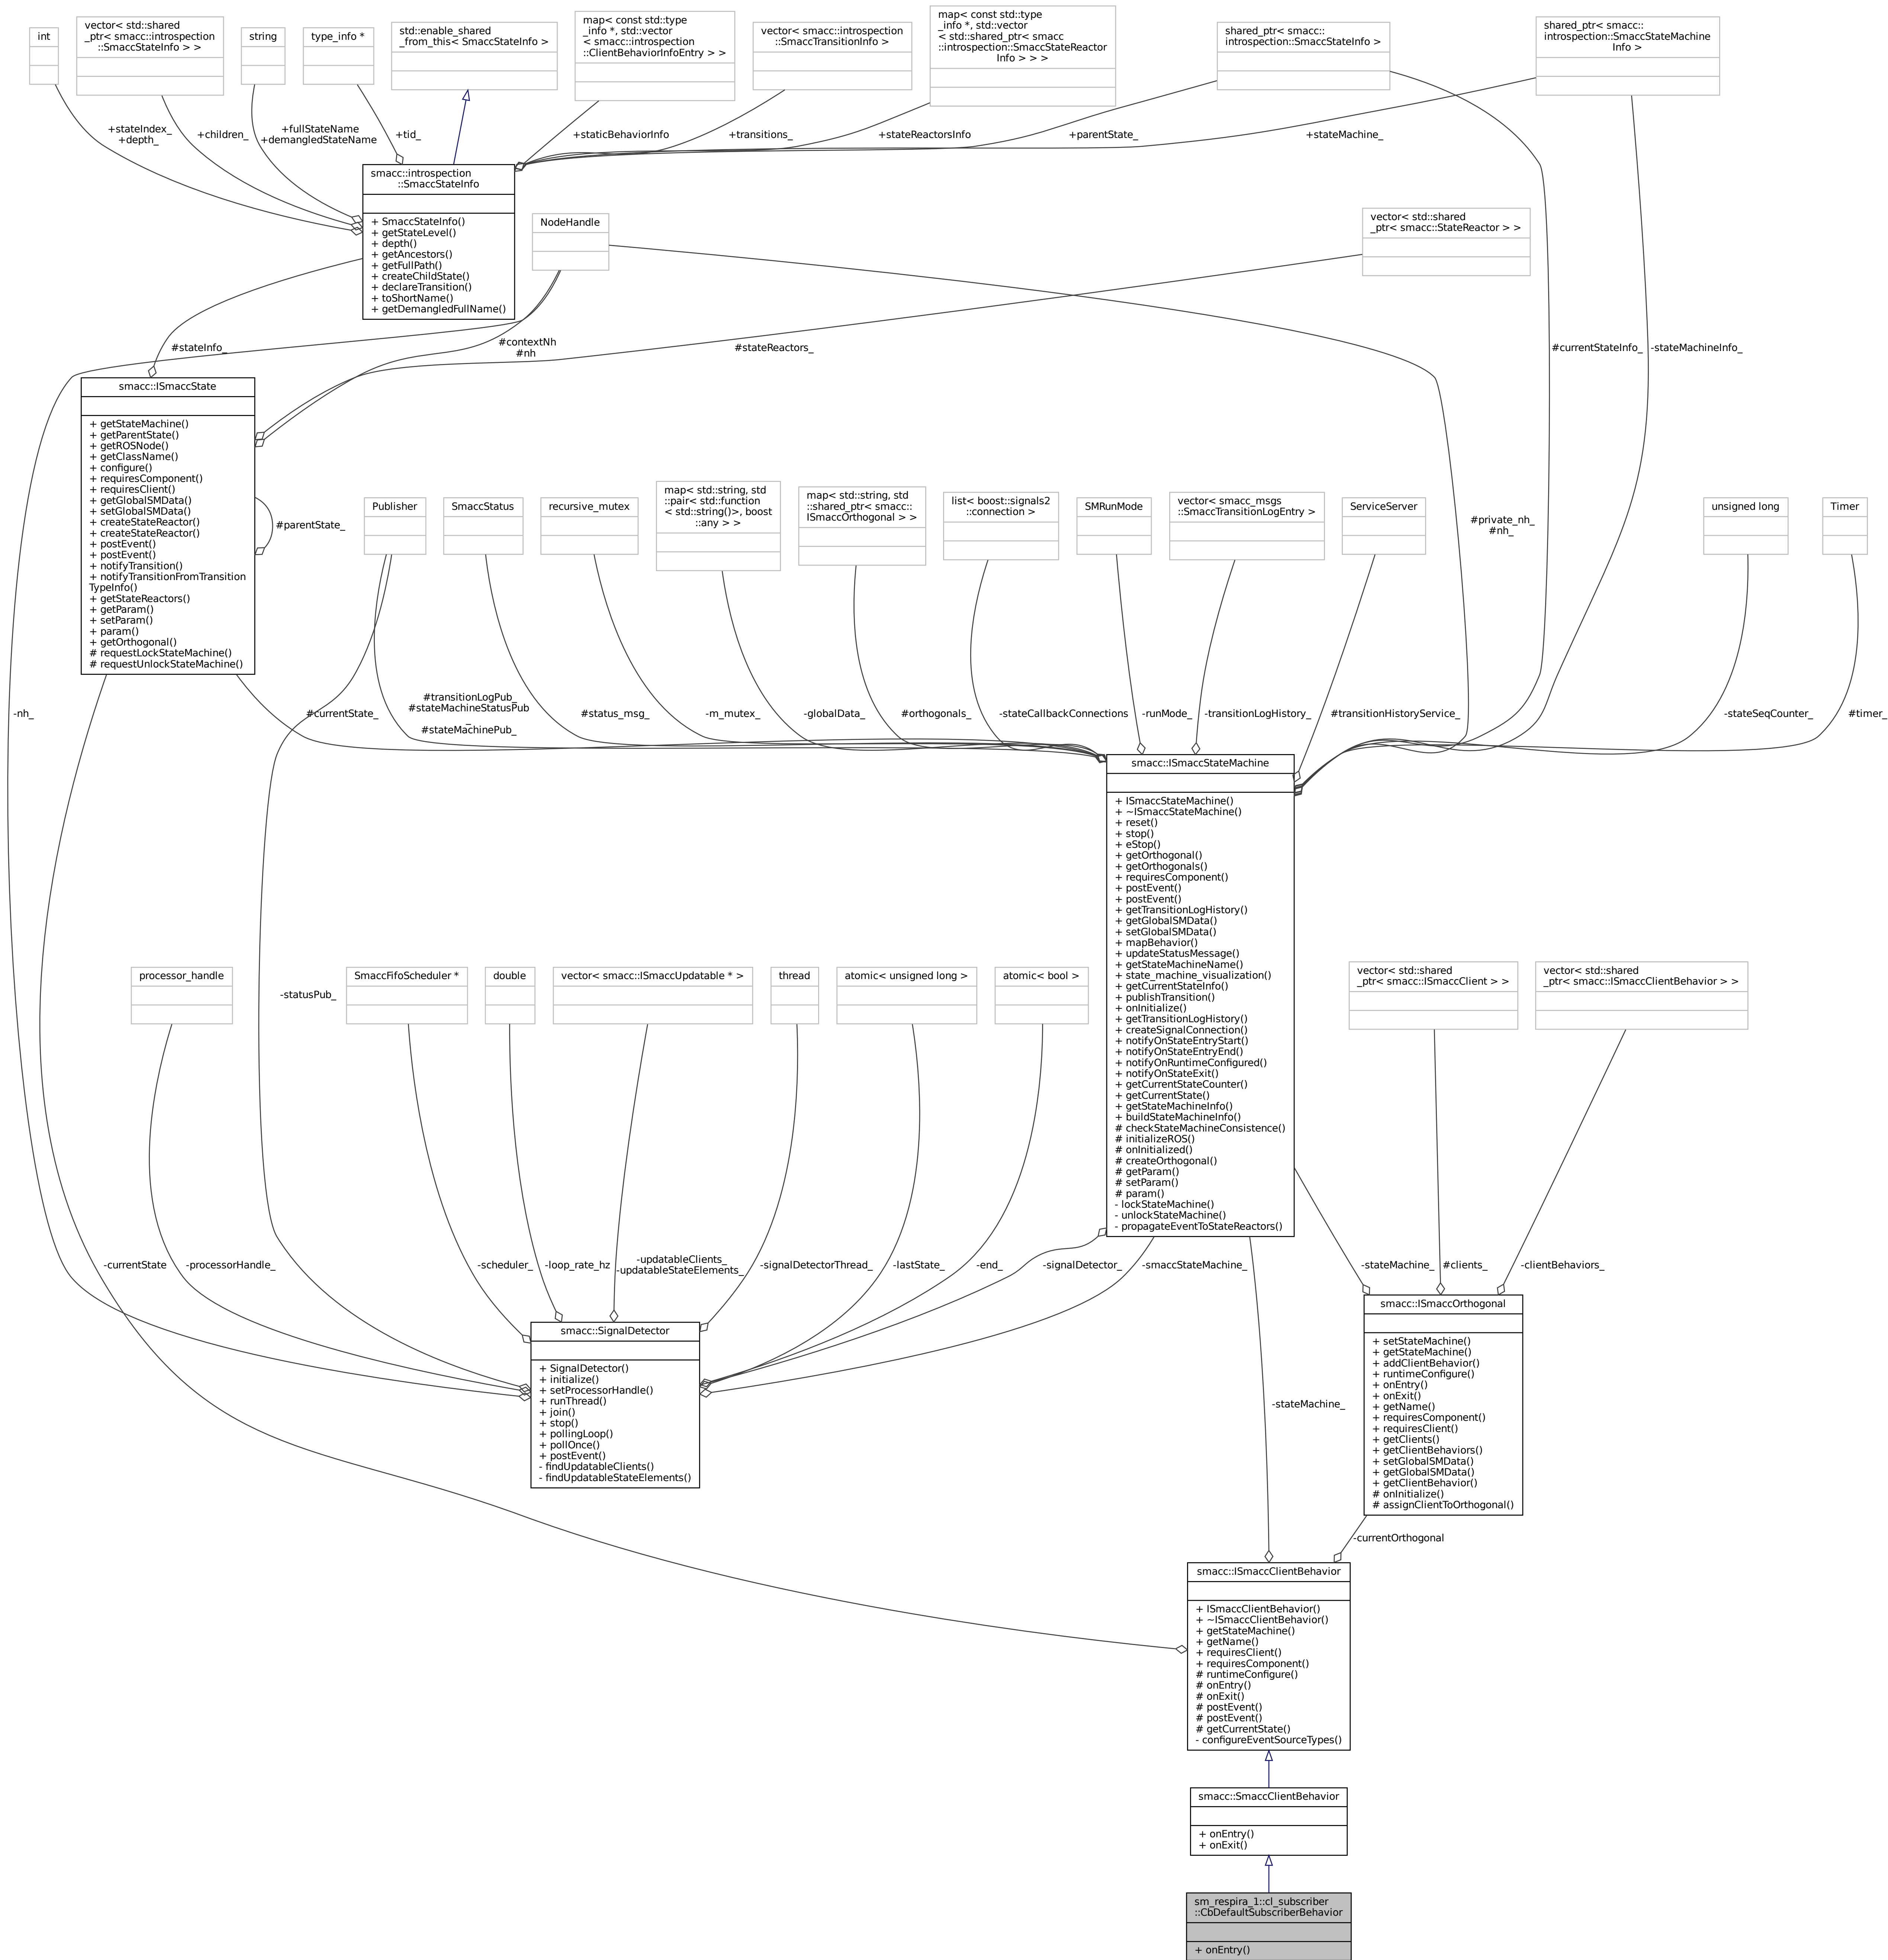 int
vector< std::shared
_ptr< smacc::introspection
::SmaccStateInfo > >
string
type_info *
std::enable_shared
_from_this< SmaccStateInfo >
map< const std::type
_info *, std::vector
< smacc::introspection
::ClientBehaviorInfoEntry > >
vector< smacc::introspection
::SmaccTransitionInfo >
map< const std::type
_info *, std::vector
< std::shared_ptr< smacc
::introspection::SmaccStateReactor
Info > > >
shared_ptr< smacc::
introspection::SmaccStateInfo >
shared_ptr< smacc::
introspection::SmaccStateMachine
Info >
+stateIndex_
+depth_
+children_
+fullStateName
+demangledStateName
+tid_
+staticBehaviorInfo
+transitions_
+stateReactorsInfo
+parentState_
+stateMachine_
smacc::introspection
::SmaccStateInfo
+ SmaccStateInfo()
+ getStateLevel()
+ depth()
+ getAncestors()
+ getFullPath()
+ createChildState()
+ declareTransition()
+ toShortName()
+ getDemangledFullName()
NodeHandle
vector< std::shared
_ptr< smacc::StateReactor > >
#stateInfo_
#contextNh
#nh
#stateReactors_
#currentStateInfo_
-stateMachineInfo_
smacc::ISmaccState
+ getStateMachine()
+ getParentState()
+ getROSNode()
+ getClassName()
+ configure()
+ requiresComponent()
+ requiresClient()
+ getGlobalSMData()
+ setGlobalSMData()
+ createStateReactor()
+ createStateReactor()
+ postEvent()
+ postEvent()
+ notifyTransition()
+ notifyTransitionFromTransition
TypeInfo()
+ getStateReactors()
+ getParam()
+ setParam()
+ param()
+ getOrthogonal()
# requestLockStateMachine()
# requestUnlockStateMachine()
#parentState_
Publisher
SmaccStatus
recursive_mutex
map< std::string, std
::pair< std::function
< std::string()>, boost
::any > >
map< std::string, std
::shared_ptr< smacc::
ISmaccOrthogonal > >
list< boost::signals2
::connection >
SMRunMode
vector< smacc_msgs
::SmaccTransitionLogEntry >
ServiceServer
#private_nh_
#nh_
unsigned long
Timer
-nh_
#currentState_
#transitionLogPub_
#stateMachineStatusPub
_
#stateMachinePub_
#status_msg_
-m_mutex_
-globalData_
#orthogonals_
-stateCallbackConnections
-runMode_
-transitionLogHistory_
#transitionHistoryService_
-stateSeqCounter_
#timer_
smacc::ISmaccStateMachine
+ ISmaccStateMachine()
+ ~ISmaccStateMachine()
+ reset()
+ stop()
+ eStop()
+ getOrthogonal()
+ getOrthogonals()
+ requiresComponent()
+ postEvent()
+ postEvent()
+ getTransitionLogHistory()
+ getGlobalSMData()
+ setGlobalSMData()
+ mapBehavior()
+ updateStatusMessage()
+ getStateMachineName()
+ state_machine_visualization()
+ getCurrentStateInfo()
+ publishTransition()
+ onInitialize()
+ getTransitionLogHistory()
+ createSignalConnection()
+ notifyOnStateEntryStart()
+ notifyOnStateEntryEnd()
+ notifyOnRuntimeConfigured()
+ notifyOnStateExit()
+ getCurrentStateCounter()
+ getCurrentState()
+ getStateMachineInfo()
+ buildStateMachineInfo()
# checkStateMachineConsistence()
# initializeROS()
# onInitialized()
# createOrthogonal()
# getParam()
# setParam()
# param()
- lockStateMachine()
- unlockStateMachine()
- propagateEventToStateReactors()
processor_handle
-statusPub_
SmaccFifoScheduler *
double
vector< smacc::ISmaccUpdatable * >
thread
atomic< unsigned long >
atomic< bool >
vector< std::shared
_ptr< smacc::ISmaccClient > >
vector< std::shared
_ptr< smacc::ISmaccClientBehavior > >
-currentState
-processorHandle_
-scheduler_
-loop_rate_hz
-updatableClients_
-updatableStateElements_
-signalDetectorThread_
-lastState_
-end_
-signalDetector_
-smaccStateMachine_
-stateMachine_
#clients_
-clientBehaviors_
smacc::SignalDetector
+ SignalDetector()
+ initialize()
+ setProcessorHandle()
+ runThread()
+ join()
+ stop()
+ pollingLoop()
+ pollOnce()
+ postEvent()
- findUpdatableClients()
- findUpdatableStateElements()
-stateMachine_
smacc::ISmaccOrthogonal
+ setStateMachine()
+ getStateMachine()
+ addClientBehavior()
+ runtimeConfigure()
+ onEntry()
+ onExit()
+ getName()
+ requiresComponent()
+ requiresClient()
+ getClients()
+ getClientBehaviors()
+ setGlobalSMData()
+ getGlobalSMData()
+ getClientBehavior()
# onInitialize()
# assignClientToOrthogonal()
-currentOrthogonal
smacc::ISmaccClientBehavior
+ ISmaccClientBehavior()
+ ~ISmaccClientBehavior()
+ getStateMachine()
+ getName()
+ requiresClient()
+ requiresComponent()
# runtimeConfigure()
# onEntry()
# onExit()
# postEvent()
# postEvent()
# getCurrentState()
- configureEventSourceTypes()
smacc::SmaccClientBehavior
+ onEntry()
+ onExit()
sm_respira_1::cl_subscriber
::CbDefaultSubscriberBehavior
+ onEntry()